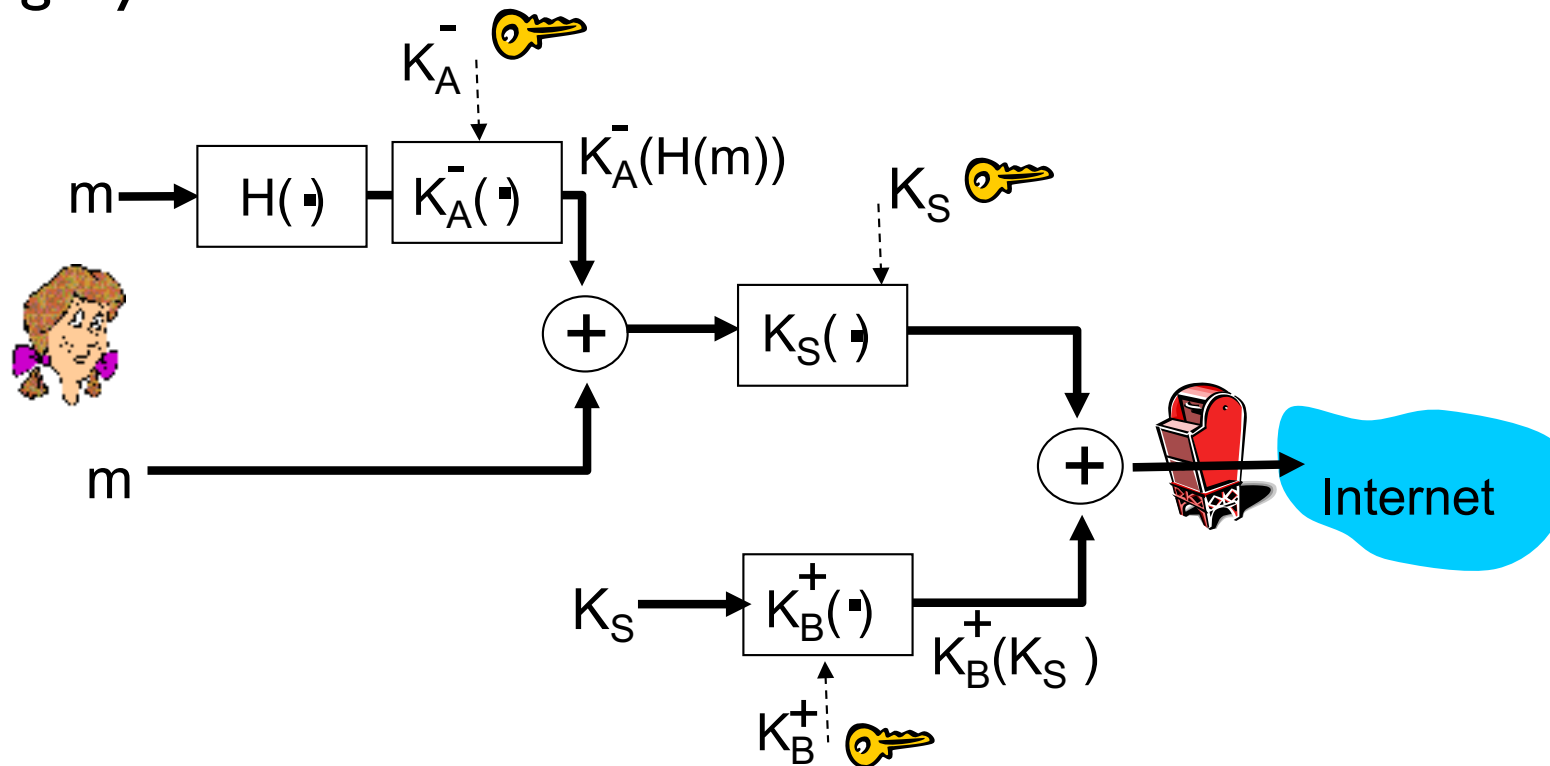 K_A^-
K_A^-(H(m))
m
H(·)
K_A^-(·)
K_S
+
K_S(·)
m
+
Internet
K_S
K_B^+(·)
K_B^+(K_S )
K_B^+